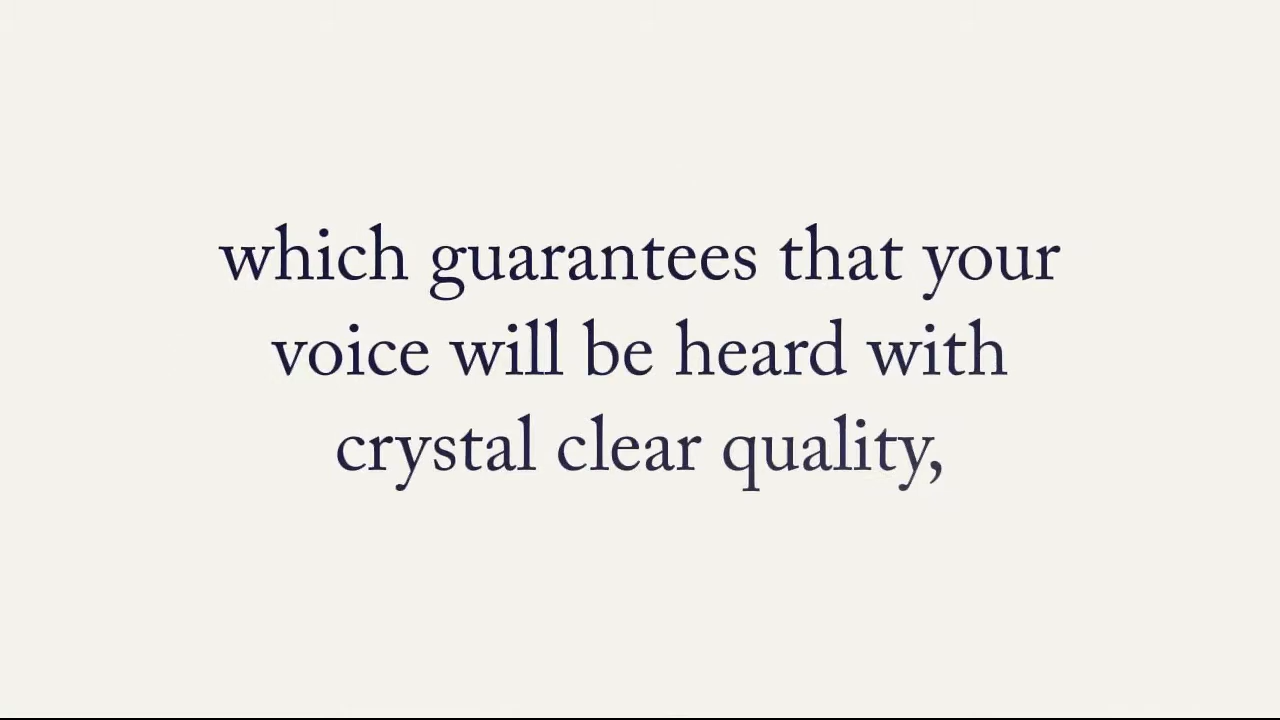 which guarantees that your
voice will be heard with
crystal clear quality,